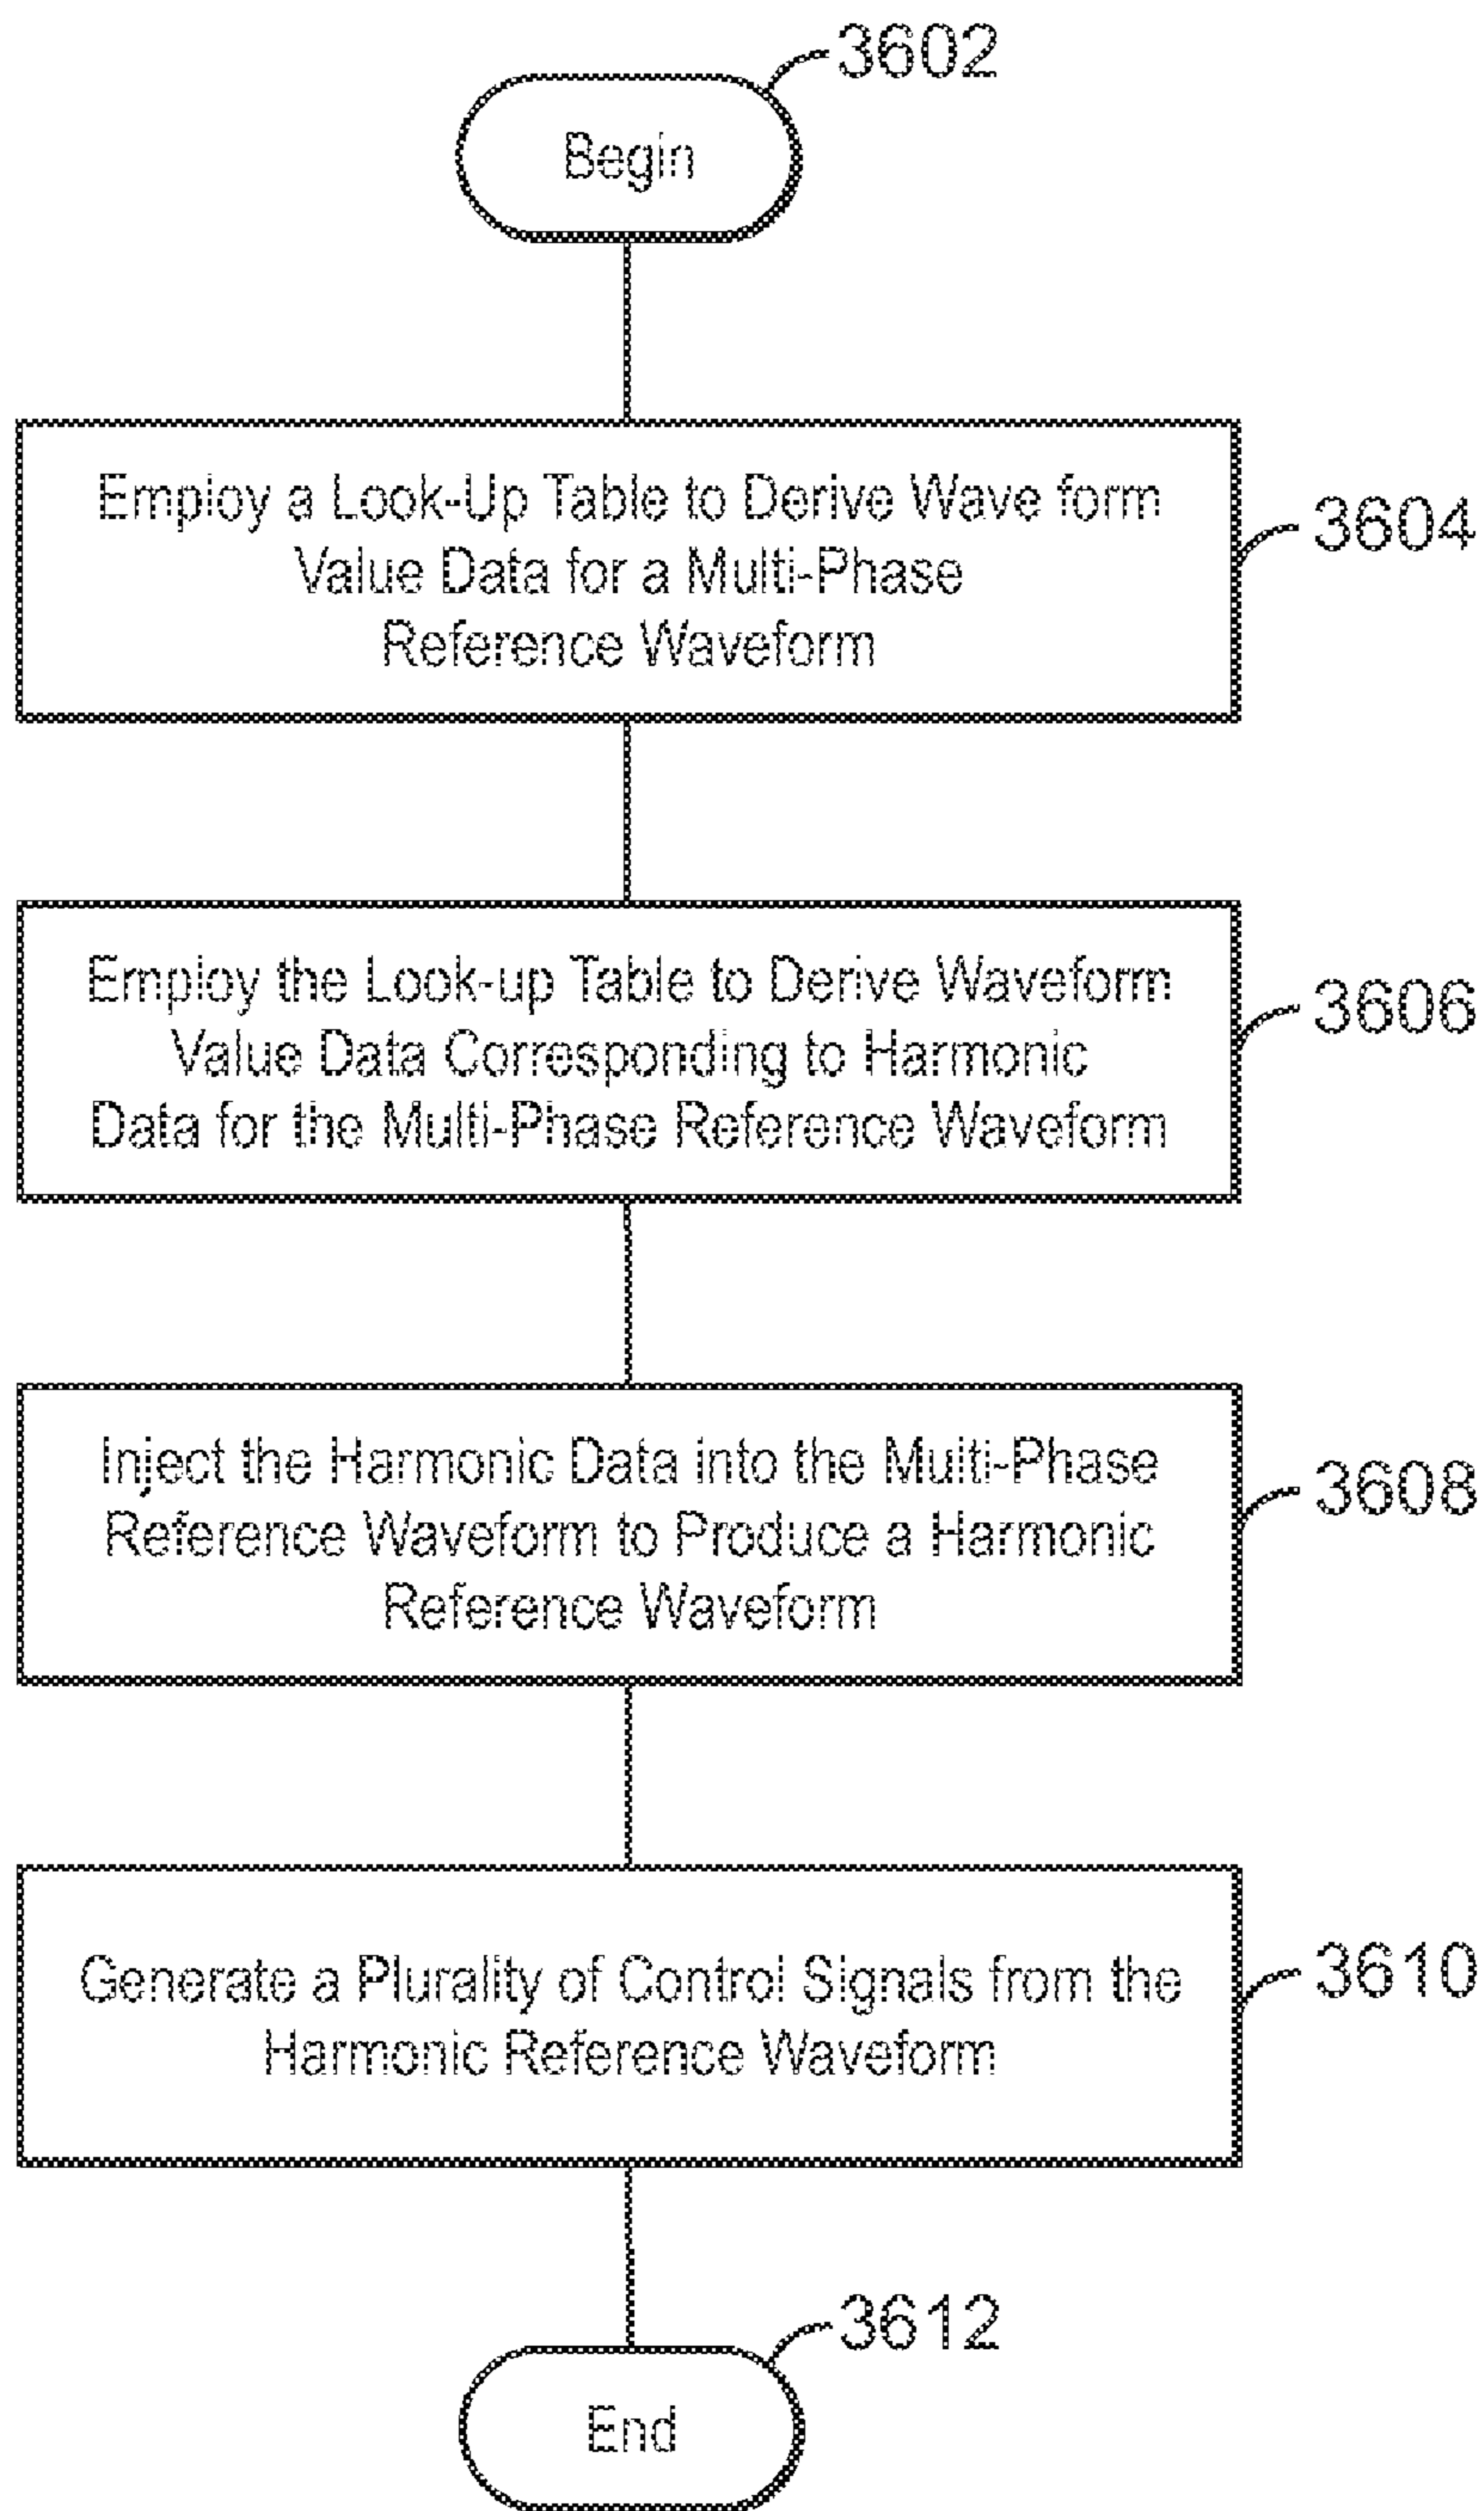 3602
Begin
Employ a Look-Up Table to Derive Wave form
Value Data for a Multi-Phase
Reference Waveform
3604
Employ the Look-up Table to Derive Waveform
Value Data Corresponding to Harmonic
Data for the Multi-Phase Reference Waveform
3606
Inject the Harmonic Data into the Multi-Phase
Reference Waveform to Produce a Harmonic
Reference Waveform
3608
Generate a Plurality of Control Signals from the
Harmonic Reference Waveform
3610
3612
End